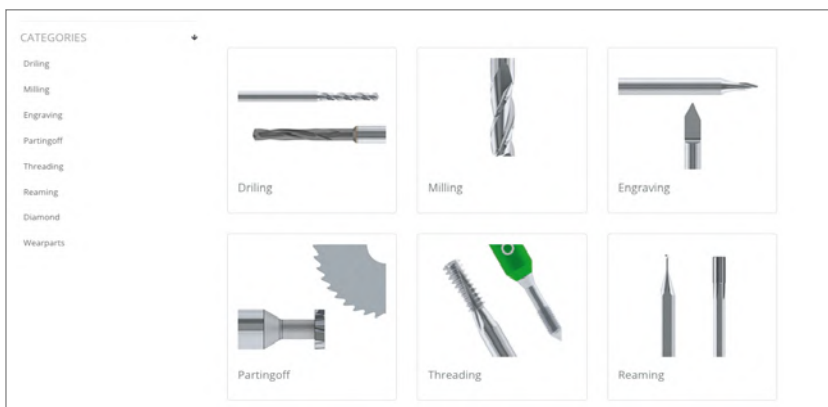 CATEGORIES
Driling
Milling
Engraving
Partingoff
Threading
Reaming
Diamond
Wearparts
Driling
Milling
Engraving
Partingoff
Threading
Reaming